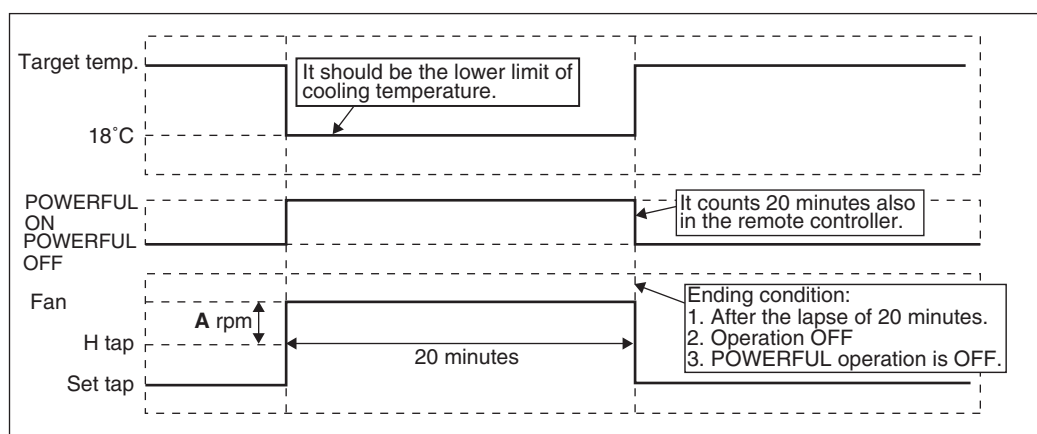 Target temp.
It should be the lower limit of
cooling temperature.
18˚C
POWERFUL
ON
POWERFUL
OFF
It counts 20 minutes also
in the remote controller.
Fan
A rpm
H tap
Set tap
20 minutes
Ending condition:
1. After the lapse of 20 minutes.
2. Operation OFF
3. POWERFUL operation is OFF.